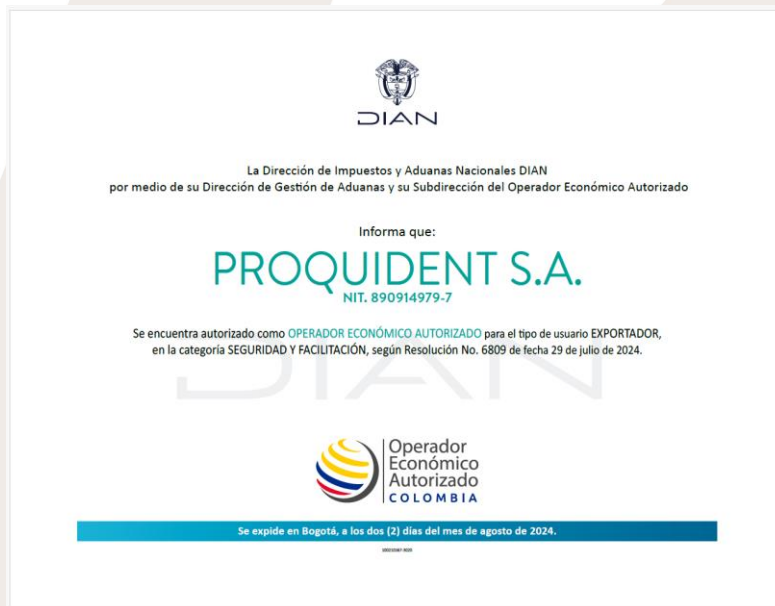 DIAN
La Dirección de Impuestos y Aduanas Nacionales DIAN
por medio de su Dirección de Gestión de Aduanas y su Subdirección del Operador Económico Autorizado
Informa que:
PROQUIDENT S.A.
NIT. 890914979-7
Se encuentra autorizado como OPERADOR ECONÓMICO AUTORIZADO para el tipo de usuario EXPORTADOR,
en la categoría SEGURIDAD Y FACILITACIÓN, según Resolución No. 6809 de fecha 29 de julio de 2024.
DIAN
Operador
Económico
Autorizado
COLOMBIA
Se expide en Bogotá, a los dos (2) días del mes de agosto de 2024.